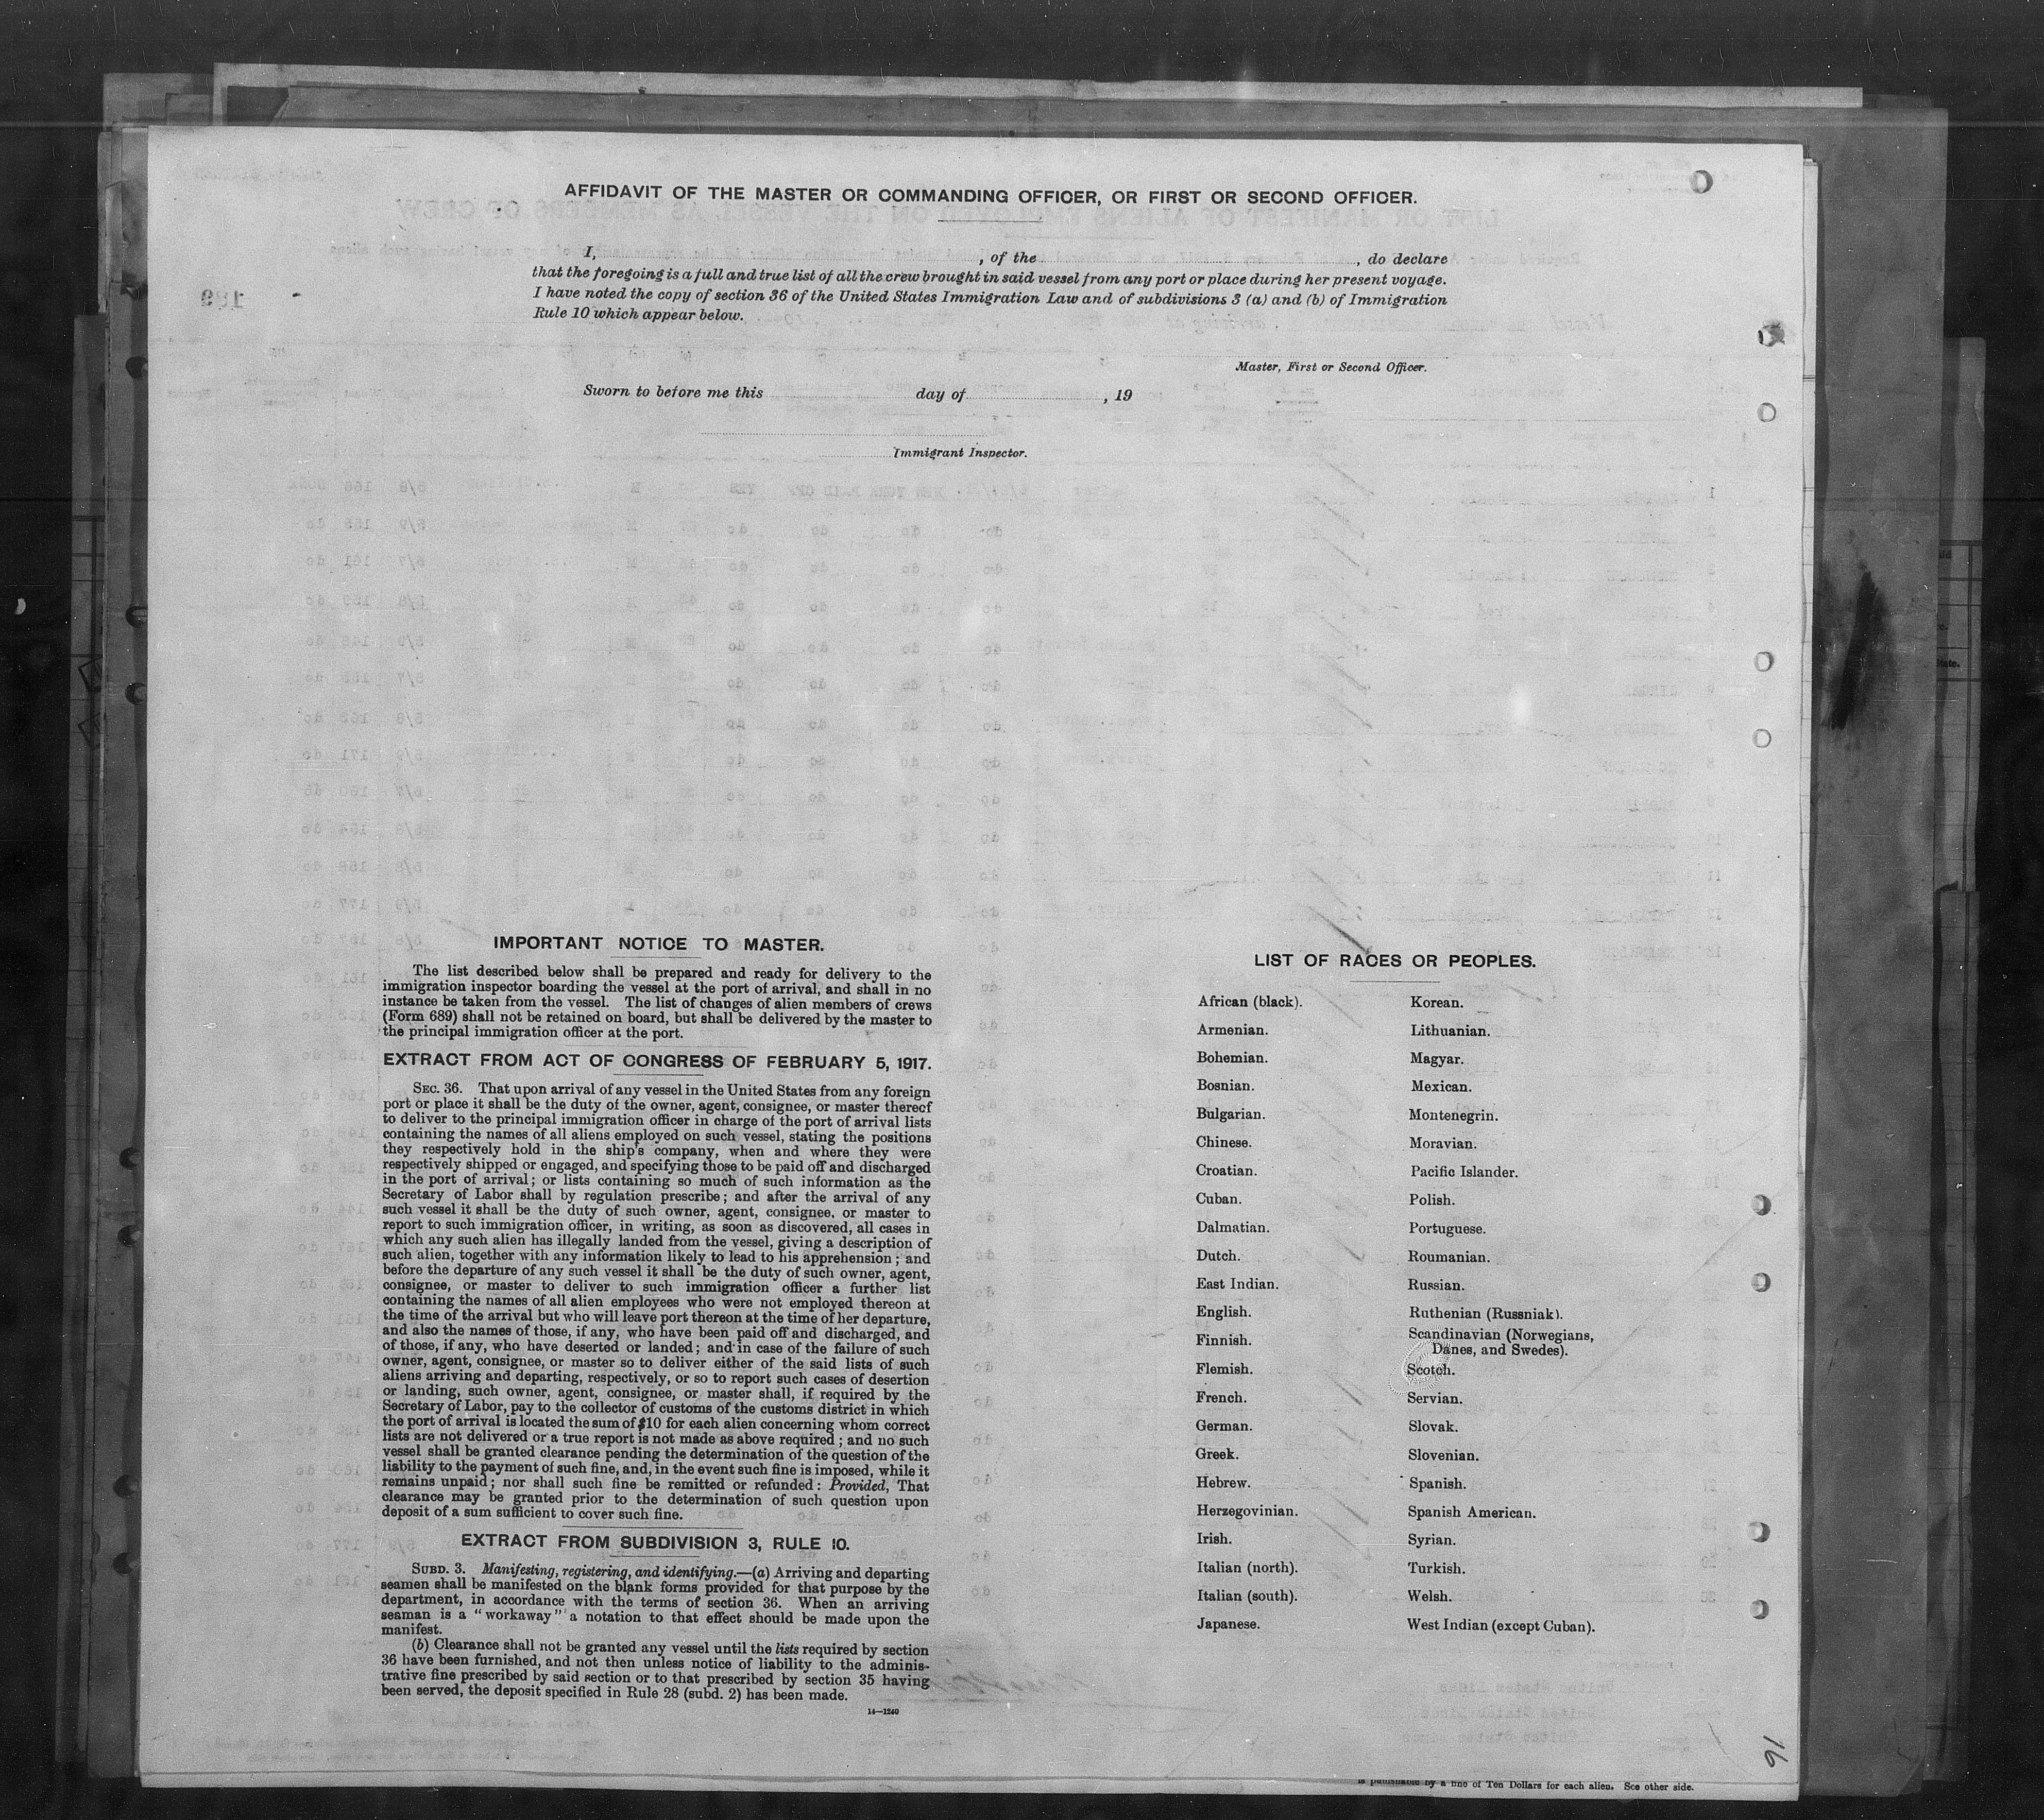 AFFIDAVIT OF THE MASTER OR COMMANDING OFFICER, OR FIRST OR SECOND OFFICER.
I, , of the , do declare
that the foregoing is a full and true list of all the crew brought in said vessel from any port or place during her present voyage.
I have noted the copy of section 36 of the United States Immigration Law and of subdivisions 3 (a) and (b) of Immigration
Rule 10 which appear below.
Master, First or Second Officer.
Sworn to before me this day of , 19
Immigrant Inspector.
IMPORTANT NOTICE TO MASTER.
The list described below shall be prepared and ready for delivery to the
immigration inspector boarding the vessel at the port of arrival, and shall in no
instance be taken from the vessel. The list of changes of alien members of crews
(Form 689) shall not be retained on board, but shall be delivered by the master to
the principal immigration officer at the port.
EXTRACT FROM ACT OF CONGRESS OF FEBRUARY 5, 1917.
SEC. 36. That upon arrival of any vessel in the United States from any foreign
port or place it shall be the duty of the owner, agent, consignee, or master thereof
to deliver to the principal immigration officer in charge of the port of arrival lists
containing the names of all aliens employed on such vessel, stating the positions
they respectively hold in the ship's company, when and where they were
respectively shipped or engaged, and specifying those to be paid off and discharged
in the port of arrival; or lists containing so much of such information as the
Secretary of Labor shall by regulation prescribe; and after the arrival of any
such vessel it shall be the duty of such owner, agent, consignee, or master to
report to such immigration officer, in writing, as soon as discovered, all cases in
which any such alien has illegally landed from the vessel, giving a description of
such alien, together with any information likely to lead to his apprehension; and
before the departure of any such vessel it shall be the duty of such owner, agent,
consignee, or master to deliver to such immigration officer a further list
containing the names of all alien employees who were not employed thereon at
the time of the arrival but who will leave port thereon at the time of her departure,
and also the names of those, if any, who have been paid off and discharged, and
of those, if any, who have deserted or landed; and in case of the failure of such
owner, agent, consignee, or master so to deliver either of the said lists of such
aliens arriving and departing, respectively, or so to report such cases of desertion
or landing, such owner, agent, consignee, or master shall, if required by the
Secretary of Labor, pay to the collector of customs of the customs district in which
the port of arrival is located the sum of $10 for each alien concerning whom correct
lists are not delivered or a true report is not made as above required; and no such
vessel shall be granted clearance pending the determination of the question of the
liability to the payment of such fine, and, in the event such fine is imposed, while it
remains unpaid; nor shall such fine be remitted or refunded: Provided, That
clearance may be granted prior to the determination of such question upon
deposit of a sum sufficient to cover such fine.
EXTRACT FROM SUBDIVISION 3, RULE 10.
SUBD. 3. Manifesting, registering, and identifying.—(a) Arriving and departing
seamen shall be manifested on the blank forms provided for that purpose by the
department, in accordance with the terms of section 36. When an arriving
seaman is a "workaway" a notation to that effect should be made upon the
manifest.
(b) Clearance shall not be granted any vessel until the lists required by section
36 have been furnished, and not then unless notice of liability to the adminis-
trative fine prescribed by said section or to that prescribed by section 35 having
been served, the deposit specified in Rule 28 (subd. 2) has been made.
14—1240
LIST OF RACES OR PEOPLES.
African (black).
Armenian.
Bohemian.
Bosnian.
Bulgarian.
Chinese.
Croatian.
Cuban.
Dalmatian.
Dutch.
East Indian.
English.
Finnish.
Flemish.
French.
German.
Greek.
Hebrew.
Herzegovinian.
Irish.
Italian (north).
Italian (south).
Japanese.
Korean.
Lithuanian.
Magyar.
Mexican.
Montenegrin.
Moravian.
Pacific Islander.
Polish.
Portuguese.
Roumanian.
Russian.
Ruthenian (Russniak).
Scandinavian (Norwegians,
Danes, and Swedes).
Scotch.
Servian.
Slovak.
Slovenian.
Spanish.
Spanish American.
Syrian.
Turkish.
Welsh.
West Indian (except Cuban).
16
is punishable by a fine of Ten Dollars for each alien. See other side.